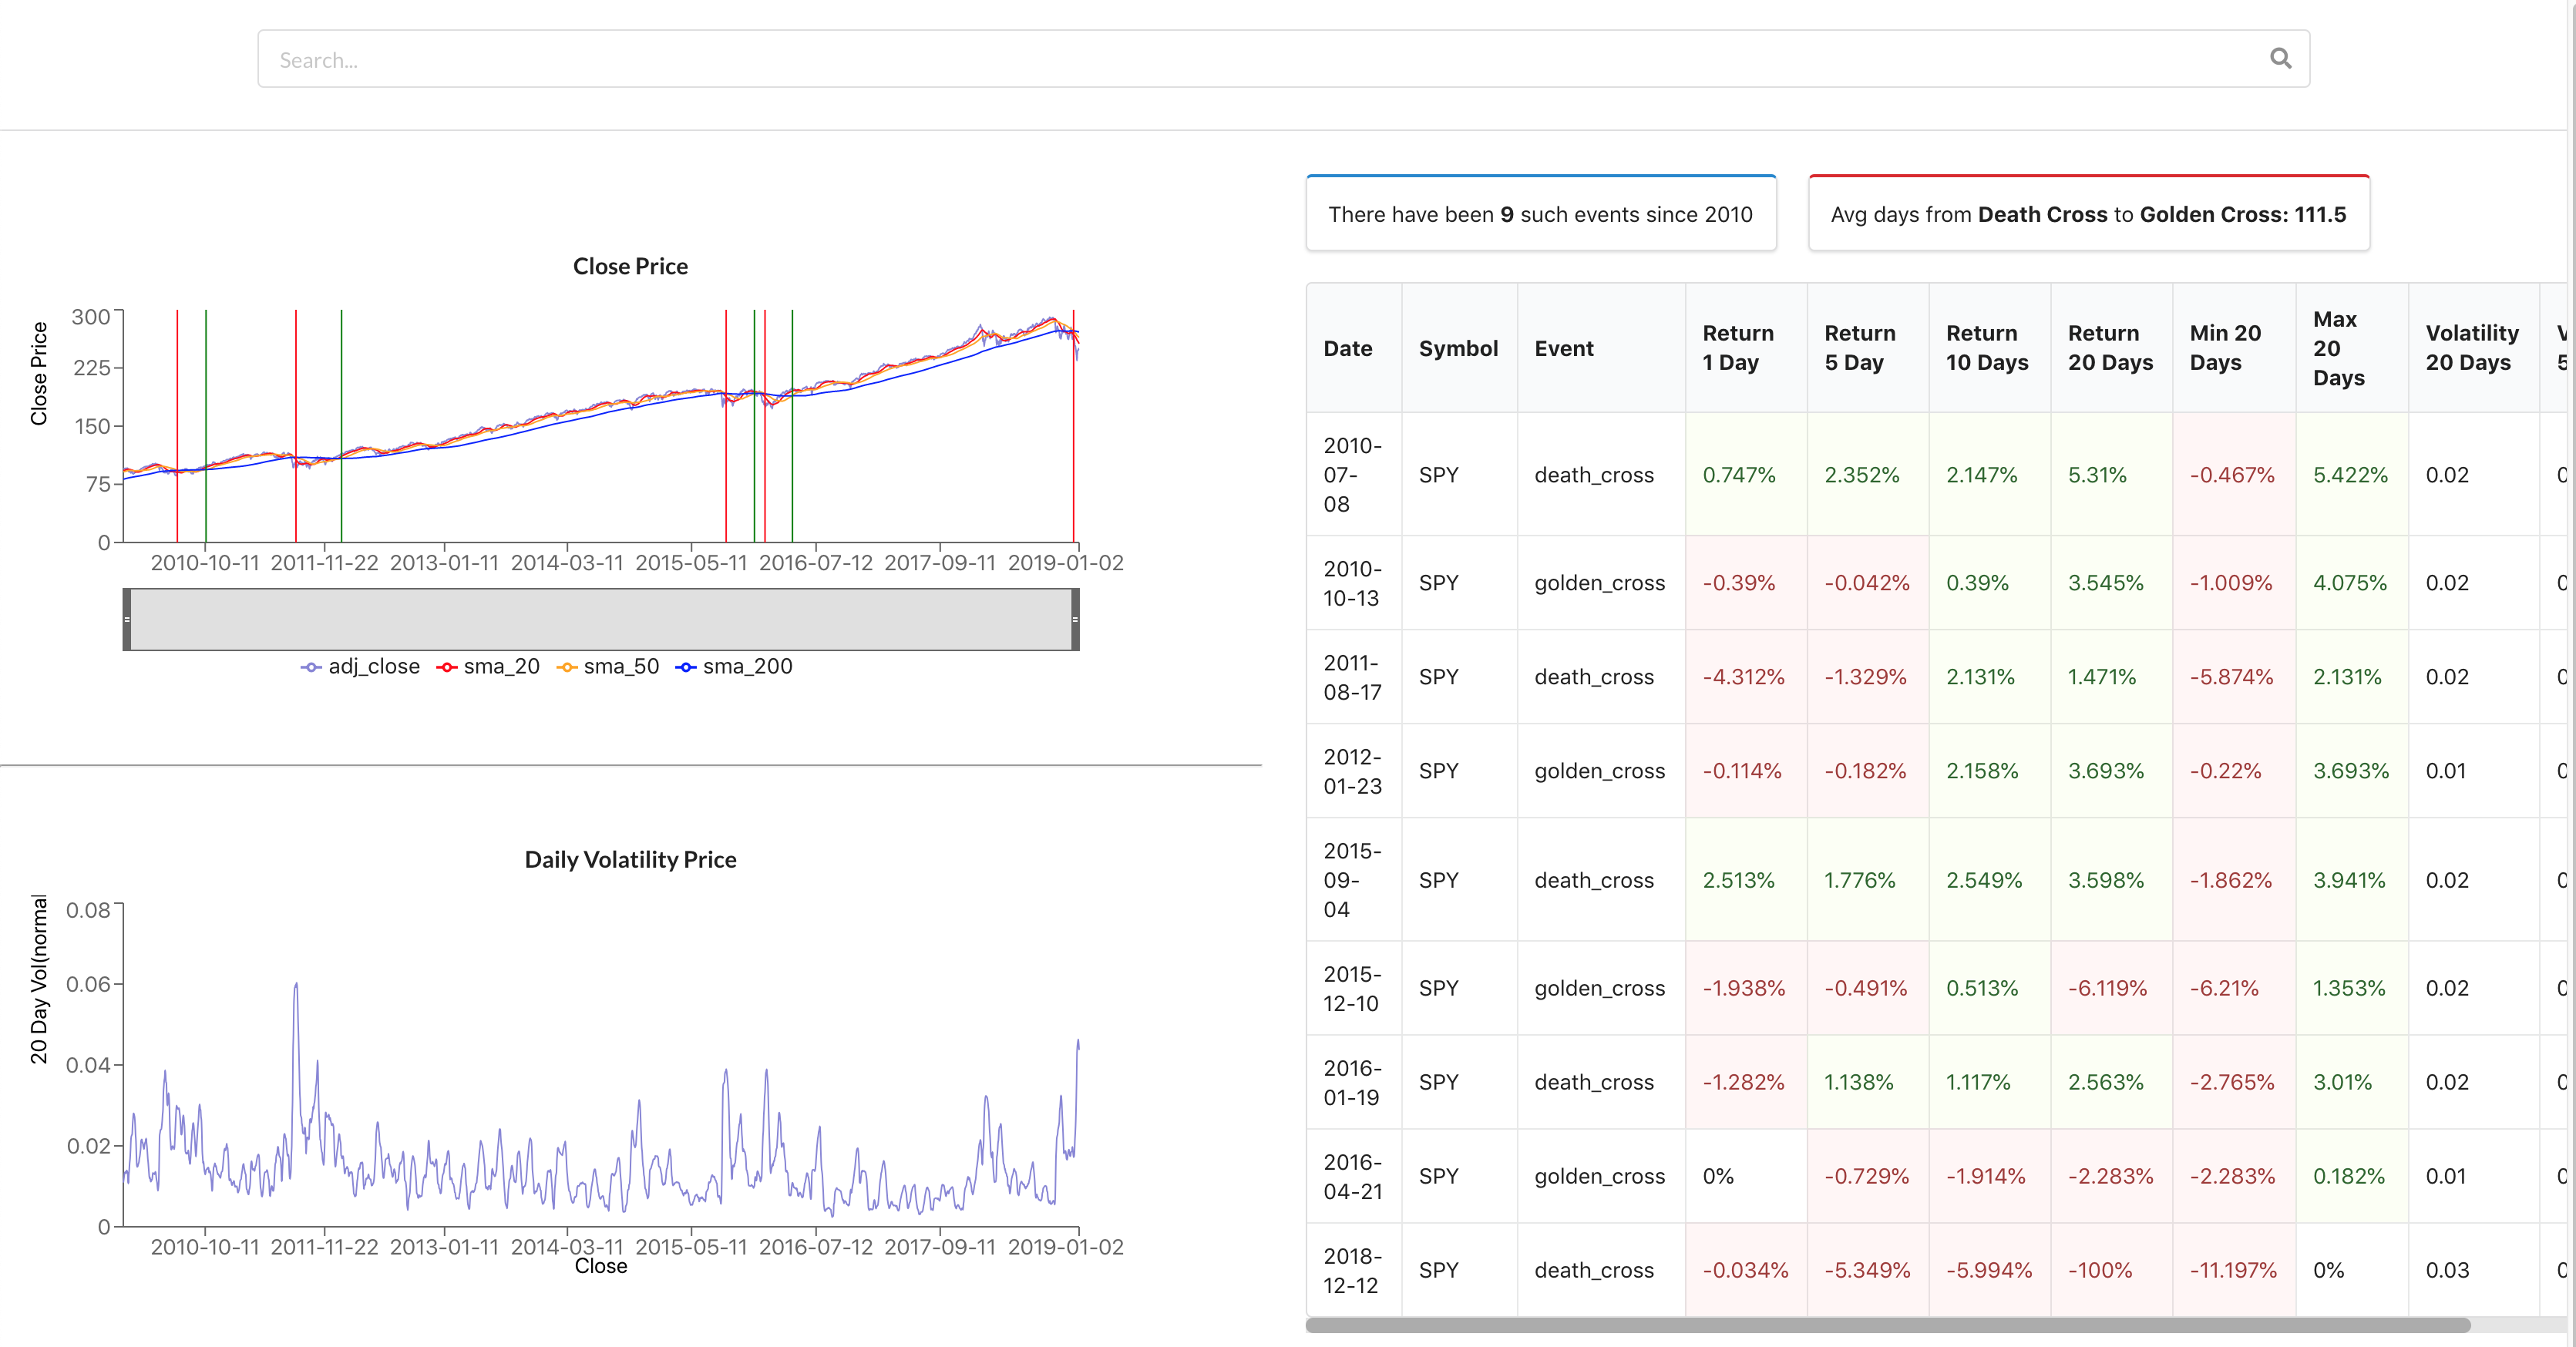 Search...
Close Price
Close Price
300
225
150
75
0
2010-10-11 2011-11-22 2013-01-11 2014-03-11 2015-05-11 2016-07-12 2017-09-11 2019-01-02
adj_close sma_20 sma_50 sma_200
Daily Volatility Price
20 Day Vol(normal
0.08
0.06
0.04
0.02
0
2010-10-11 2011-11-22 2013-01-11 2014-03-11 2015-05-11 2016-07-12 2017-09-11 2019-01-02
Close
There have been 9 such events since 2010
Avg days from Death Cross to Golden Cross: 111.5
Date Symbol Event Return 1 Day Return 5 Day Return 10 Days Return 20 Days Min 20 Days Max 20 Days Volatility 20 Days
2010-07-08 SPY death_cross 0.747% 2.352% 2.147% 5.31% -0.467% 5.422% 0.02
2010-10-13 SPY golden_cross -0.39% -0.042% 0.39% 3.545% -1.009% 4.075% 0.02
2011-08-17 SPY death_cross -4.312% -1.329% 2.131% 1.471% -5.874% 2.131% 0.02
2012-01-23 SPY golden_cross -0.114% -0.182% 2.158% 3.693% -0.22% 3.693% 0.01
2015-09-04 SPY death_cross 2.513% 1.776% 2.549% 3.598% -1.862% 3.941% 0.02
2015-12-10 SPY golden_cross -1.938% -0.491% 0.513% -6.119% -6.21% 1.353% 0.02
2016-01-19 SPY death_cross -1.282% 1.138% 1.117% 2.563% -2.765% 3.01% 0.02
2016-04-21 SPY golden_cross 0% -0.729% -1.914% -2.283% -2.283% 0.182% 0.01
2018-12-12 SPY death_cross -0.034% -5.349% -5.994% -100% -11.197% 0% 0.03